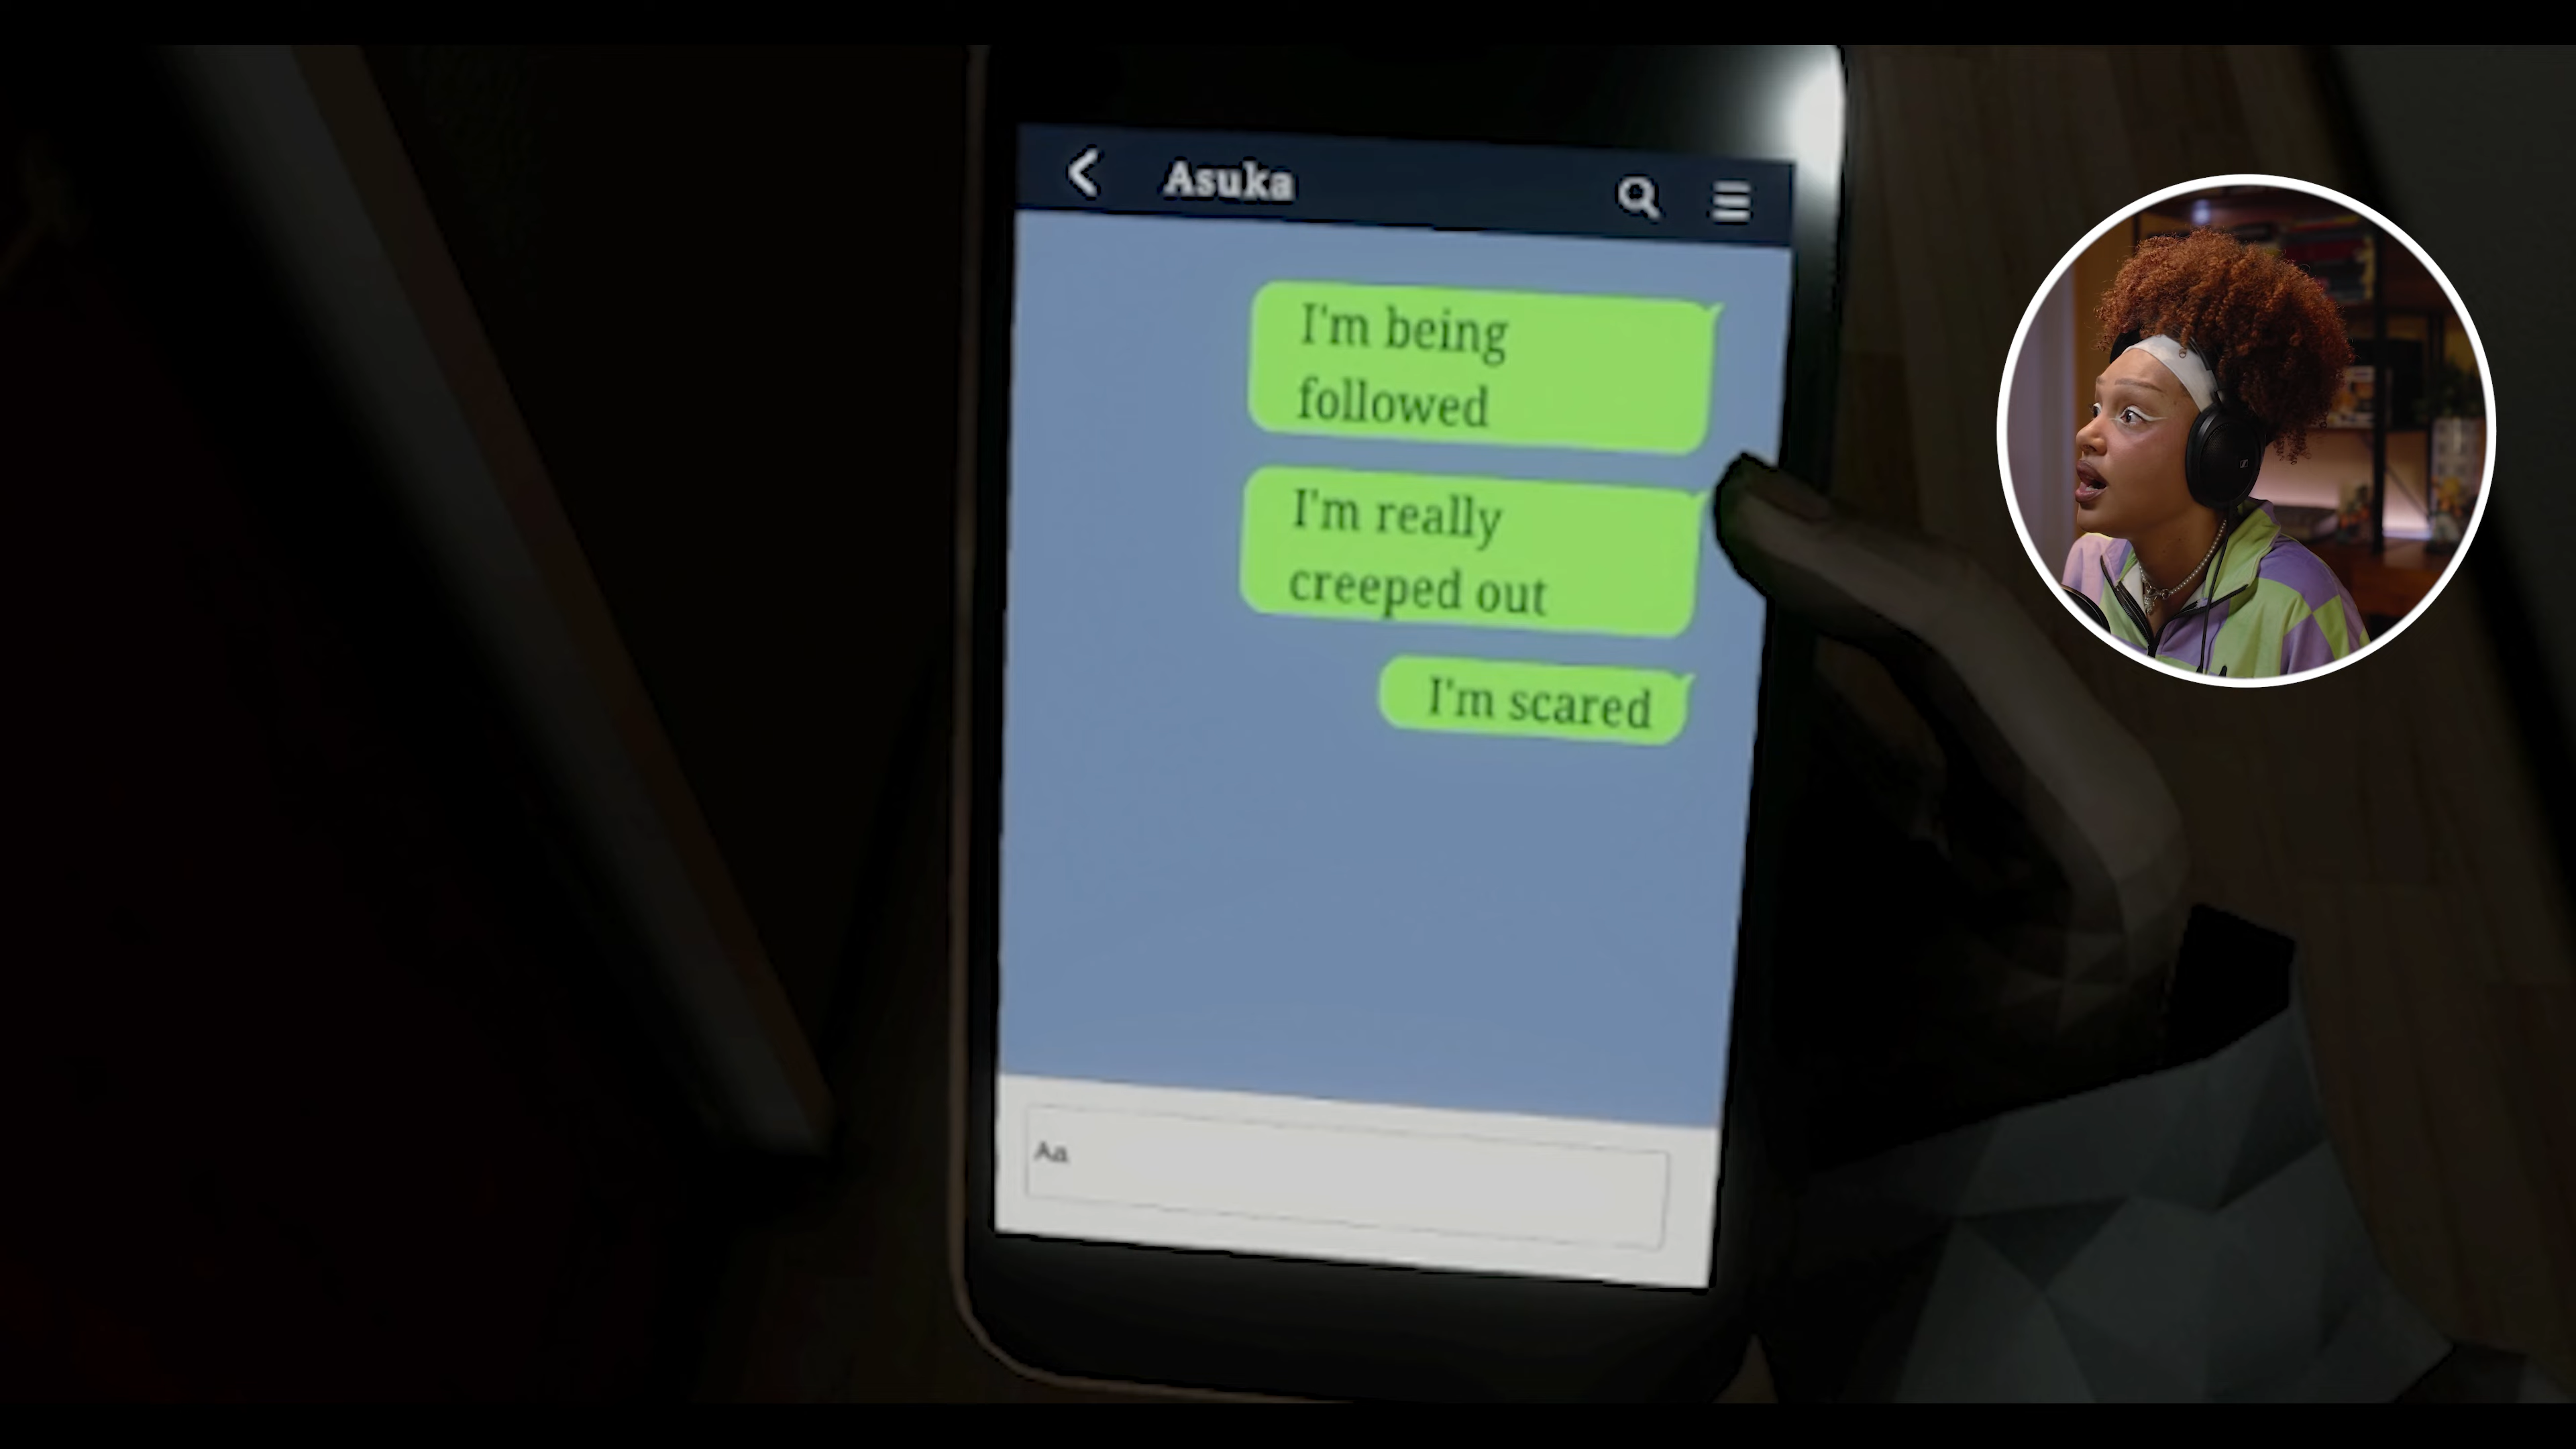 Asuka
I'm being
followed
I'm really
creeped out
I'm scared
Aa